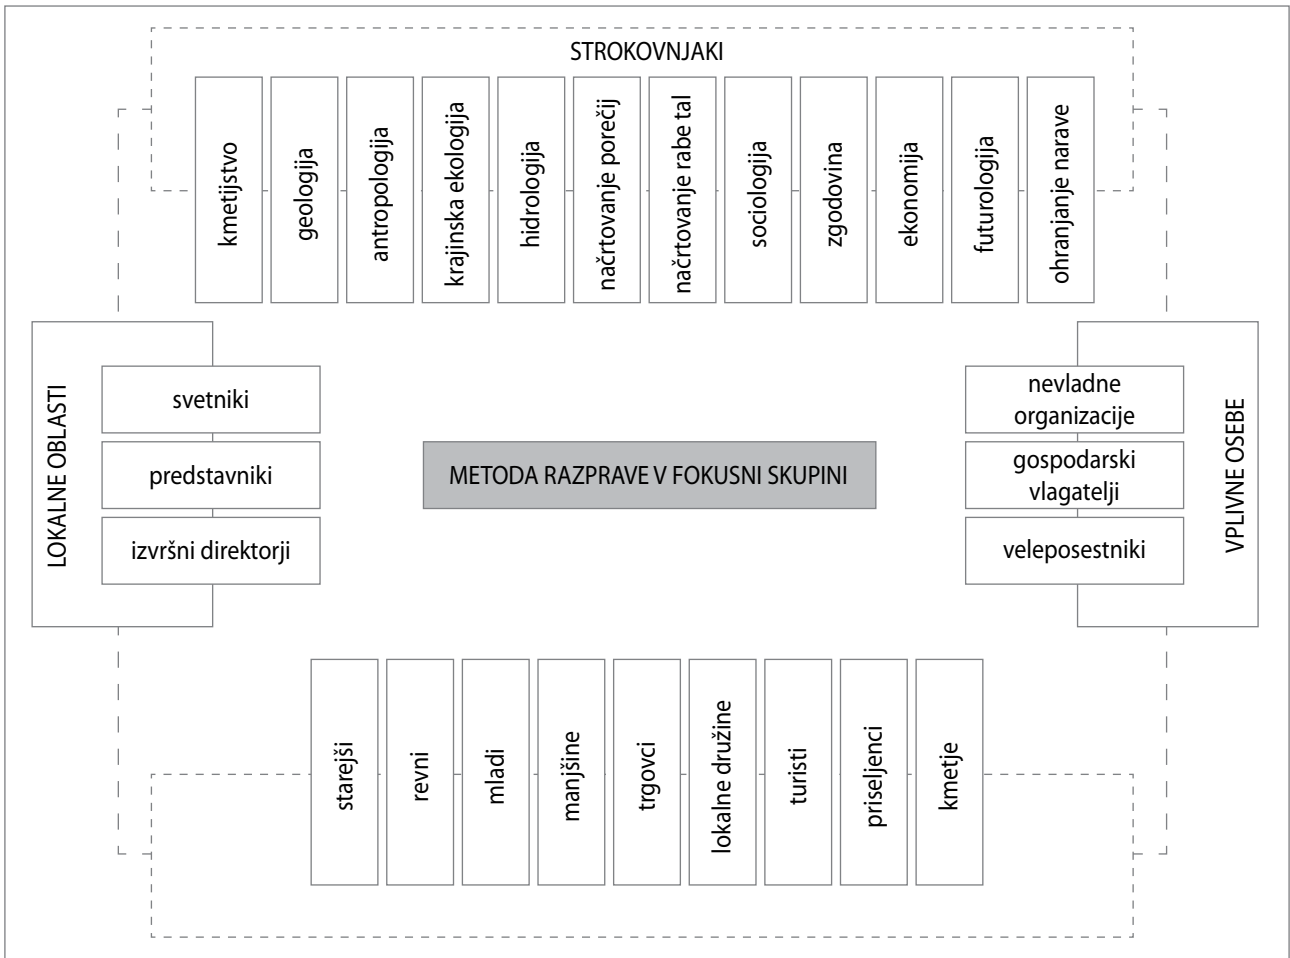 STROKOVNJAKI
kmetijstvo
geologija
antropologija
krajinska ekologija
hidrologija
načrtovanje porečij
načrtovanje rabe tal
sociologija
zgodovina
ekonomija
futurologija
ohranjanje narave
LOKALNE OBLASTI
svetniki
predstavniki
izvršni direktorji
METODA RAZPRAVE V FOKUSNI SKUPINI
nevladne
organizacije
gospodarski
vlagatelji
veleposestniki
VPLIVNE OSEBE
starejši
revni
mladi
manjšine
trgovci
lokalne družine
turisti
priseljenci
kmetje